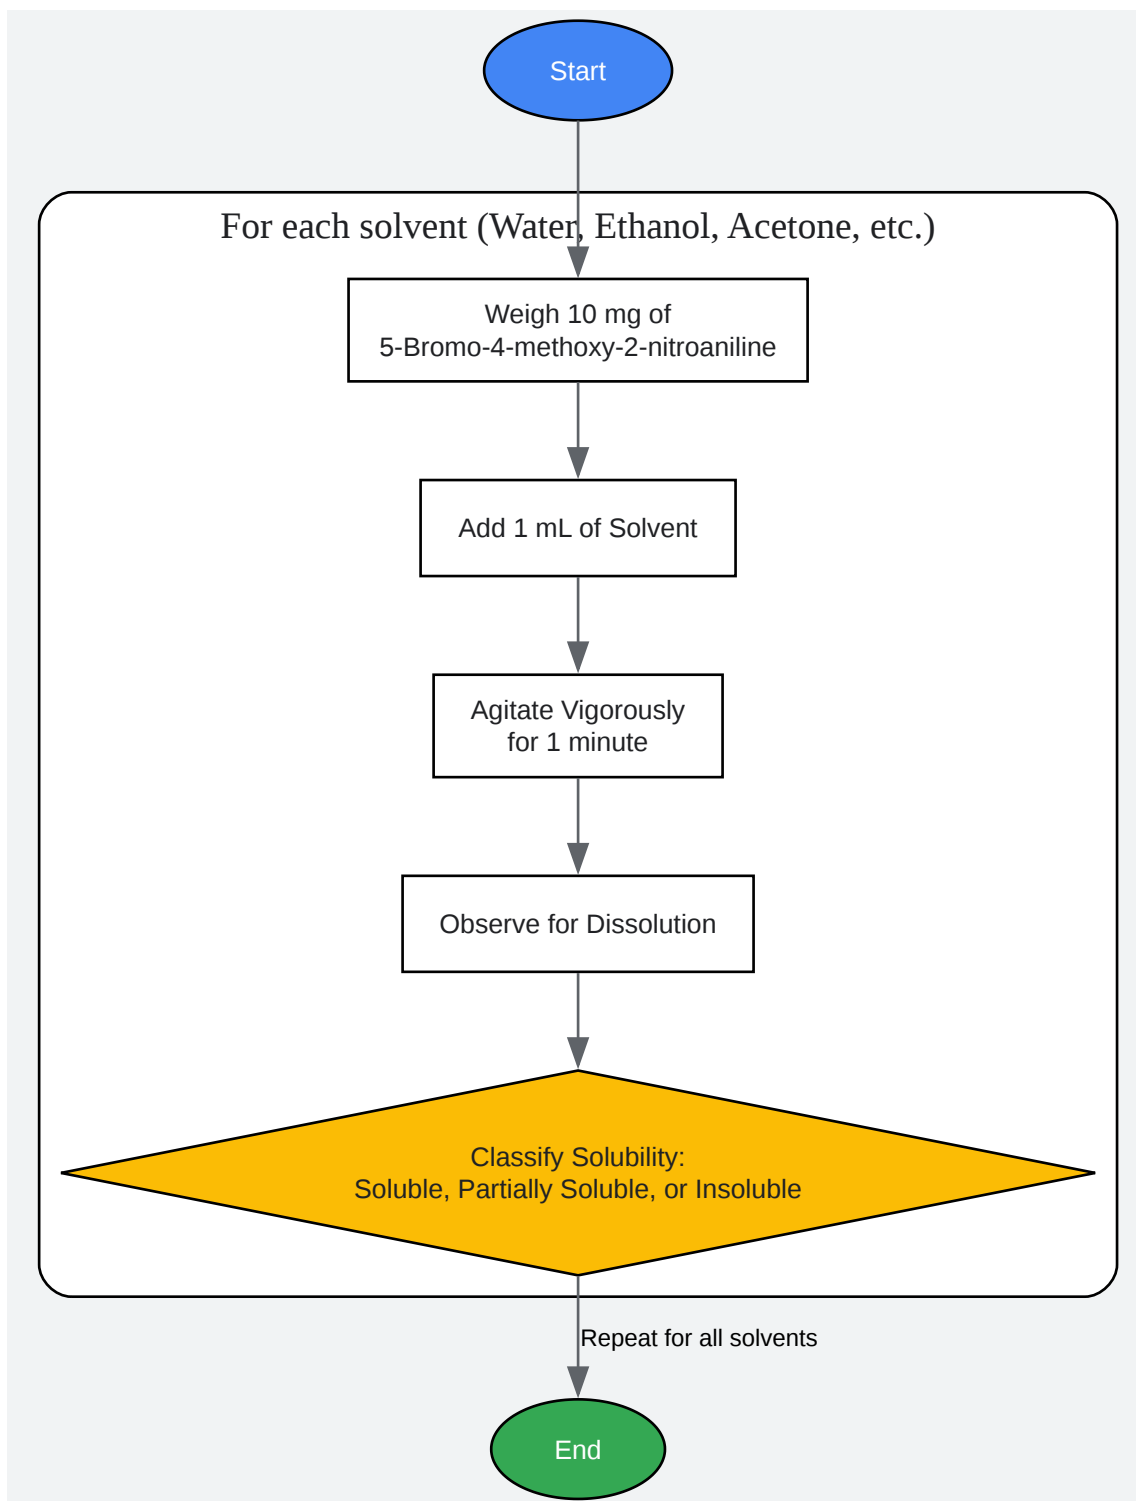 Start
For each solvent (Water, Ethanol, Acetone, etc.)
Weigh 10 mg of
5-Bromo-4-methoxy-2-nitroaniline
Add 1 mL of Solvent
Agitate Vigorously
for 1 minute
Observe for Dissolution
Classify Solubility:
Soluble, Partially Soluble, or Insoluble
Repeat for all solvents
End